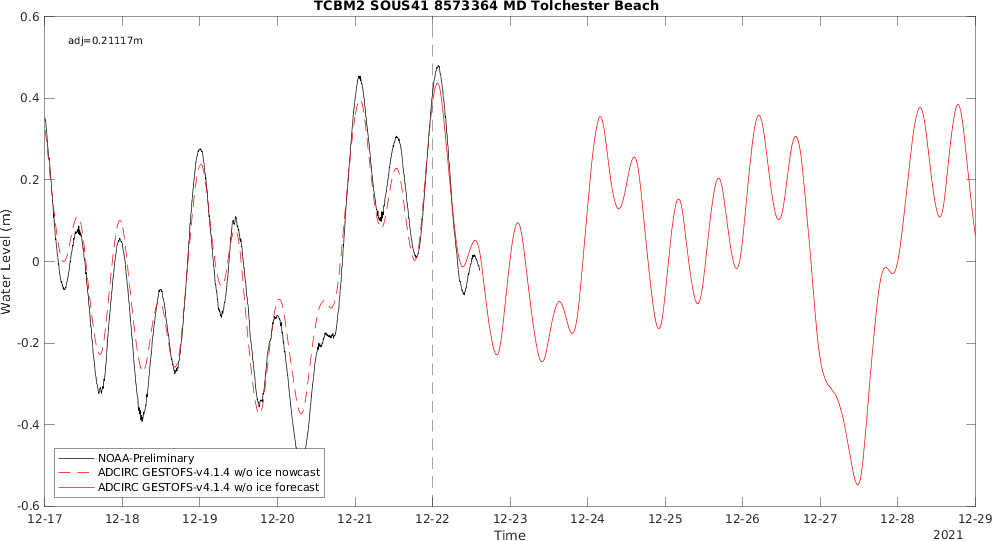 TCBM2 SOUS41 8573364 MD Tolchester Beach
adj=0.21117m
Water Level (m)
0.6
0.4
0.2
0
-0.2
-0.4
-0.6
NOAA-Preliminary
ADCIRC GESTOFS-v4.1.4 w/o ice nowcast
ADCIRC GESTOFS-v4.1.4 w/o ice forecast
12-17 12-18 12-19 12-20 12-21 12-22 12-23 12-24 12-25 12-26 12-27 12-28 12-29
Time
2021